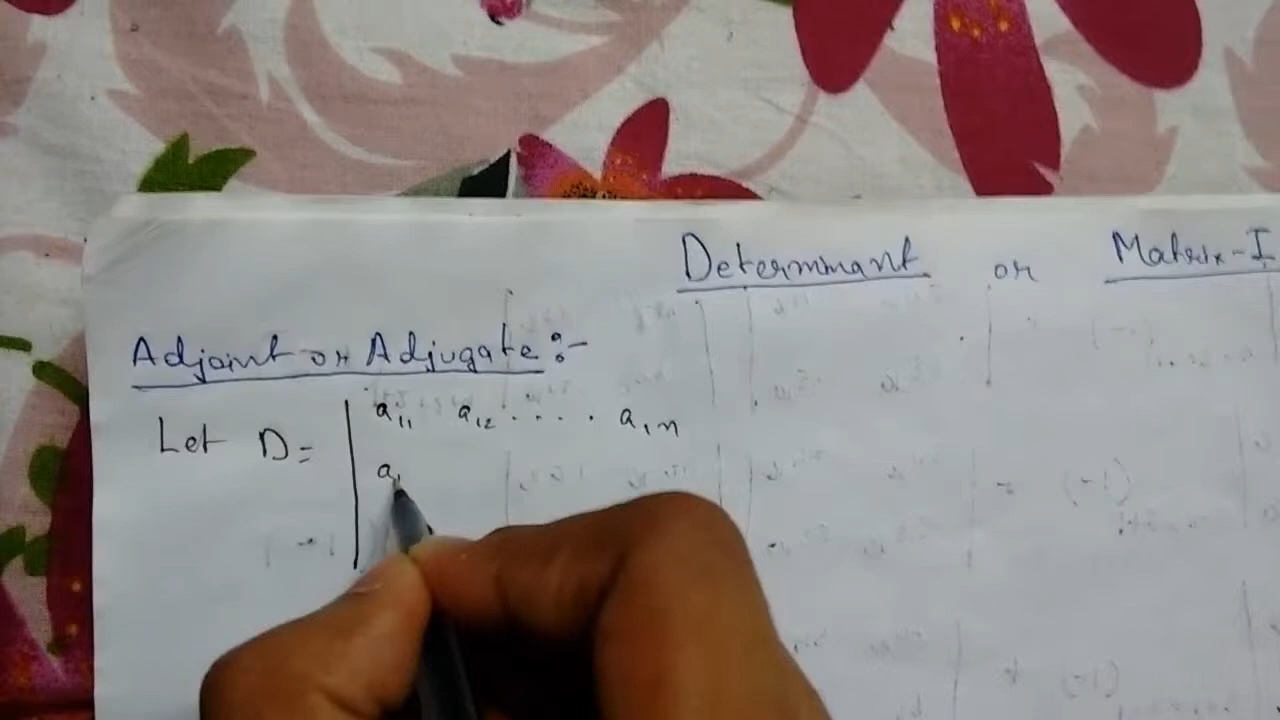 Determinant or Matrix-I
Adjoint or Adjugate :-
Let D = | a₁₁ a₁₂ . . . . a₁n
a